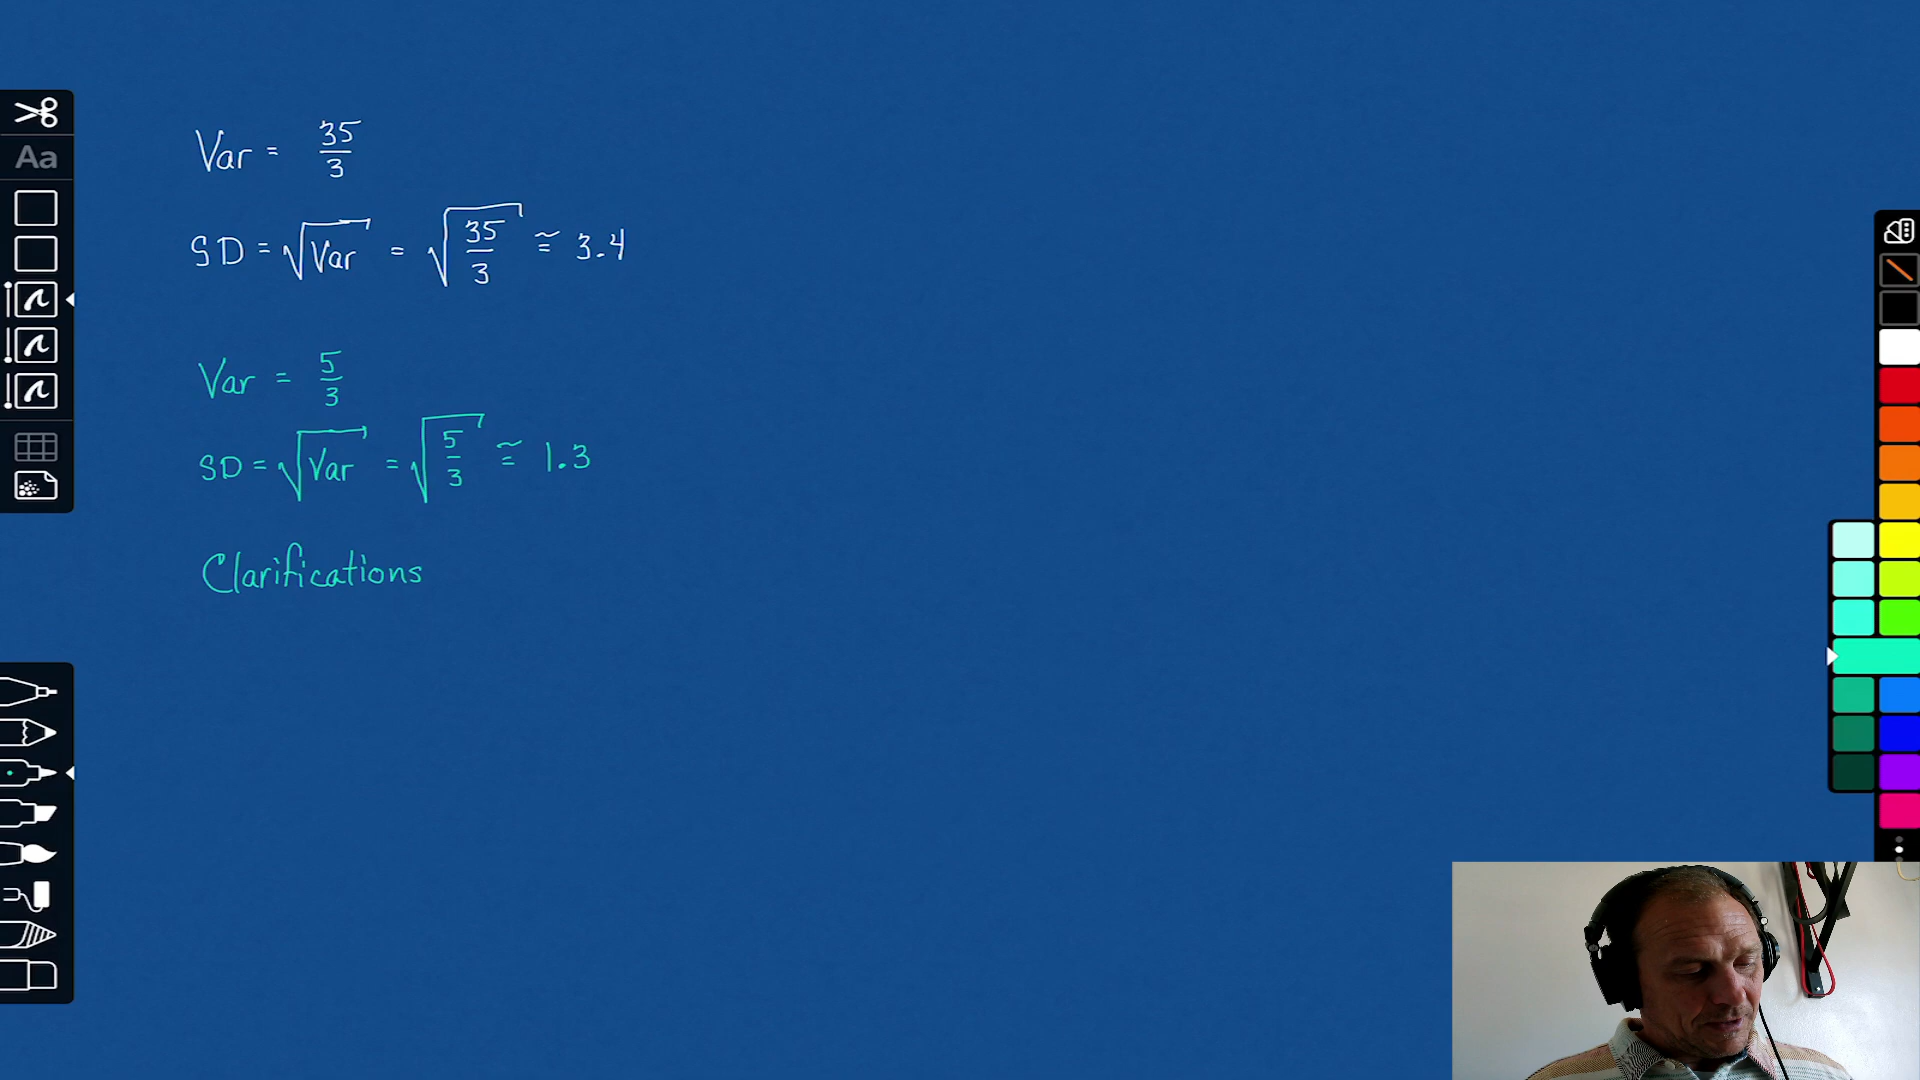 Aa
Var = 35/3
SD = √Var = √35/3 ≅ 3.4
Var = 5/3
SD = √Var = √5/3 ≅ 1.3
Clarifications